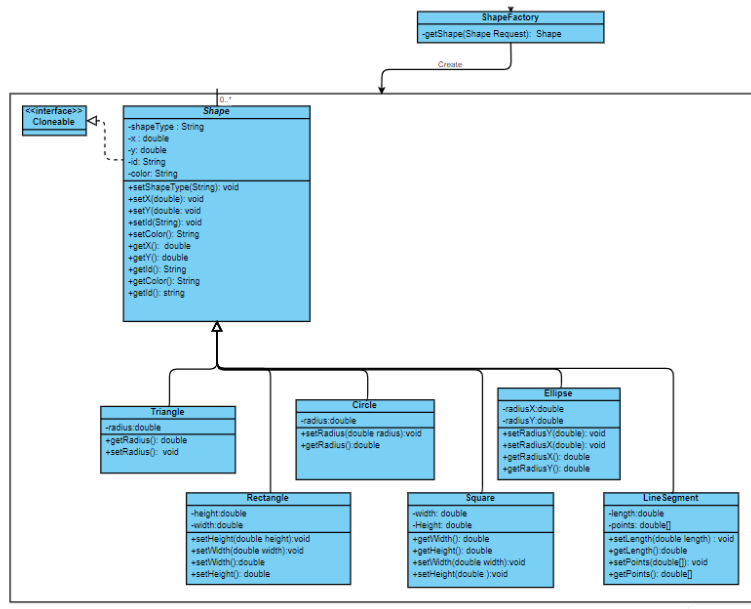 ShapeFactory
-getShape(Shape Request): Shape
Create
0..*
<<interface>>
Cloneable
Shape
-shapeType : String
-x : double
-y: double
-id: String
-color: String
+setShapeType(String): void
+setX(double): void
+setY(double: void
+setId(String): void
+setColor(): String
+getX(): double
+getY(): double
+getId(): String
+getColor(): String
+getId(): string
Triangle
-radius:double
+getRadius(): double
+setRadius(): void
Circle
-radius:double
+setRadius(double radius):void
+getRadius():double
Ellipse
-radiusX:double
-radiusY:double
+setRadiusY(double): void
+setRadiusX(double): void
+getRadiusX(): double
+getRadiusY(): double
Rectangle
-height:double
-width:double
+setHeight(double height):void
+setWidth(double width):void
+setWidth():double
+setHeight(): double
Square
-width: double
-Height: double
+getWidth(): double
+getHeight(): double
+setWidth(double width):void
+setHeight(double ):void
LineSegment
-length:double
-points: double[]
+setLength(double length) : void
+getLength():double
+setPoints(double[]): void
+getPoints(): double[]